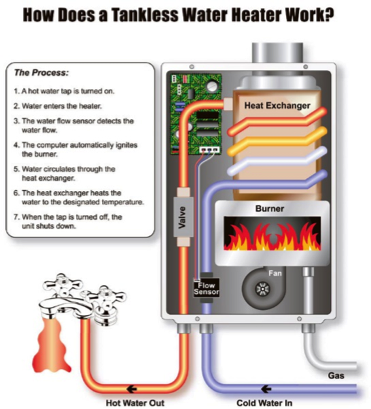 How Does a Tankless Water Heater Work?
The Process:
1. A hot water tap is turned on.
2. Water enters the heater.
3. The water flow sensor detects the
water flow.
4. The computer automatically ignites
the burner.
5. Water circulates through the
heat exchanger.
6. The heat exchanger heats the
water to the designated temperature.
7. When the tap is turned off, the
unit shuts down.
Heat Exchanger
Valve
Burner
Flow
Sensor
Fan
Gas
Hot Water Out
Cold Water In